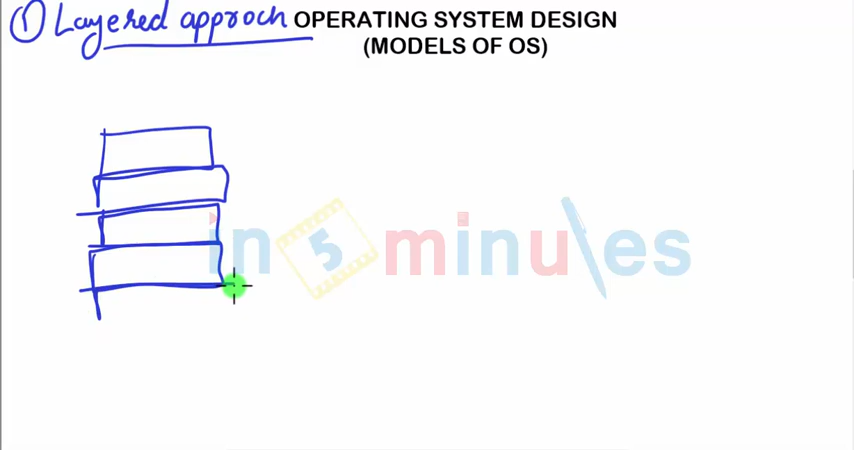 ① Layered approch OPERATING SYSTEM DESIGN
(MODELS OF OS)
in 5 minutes